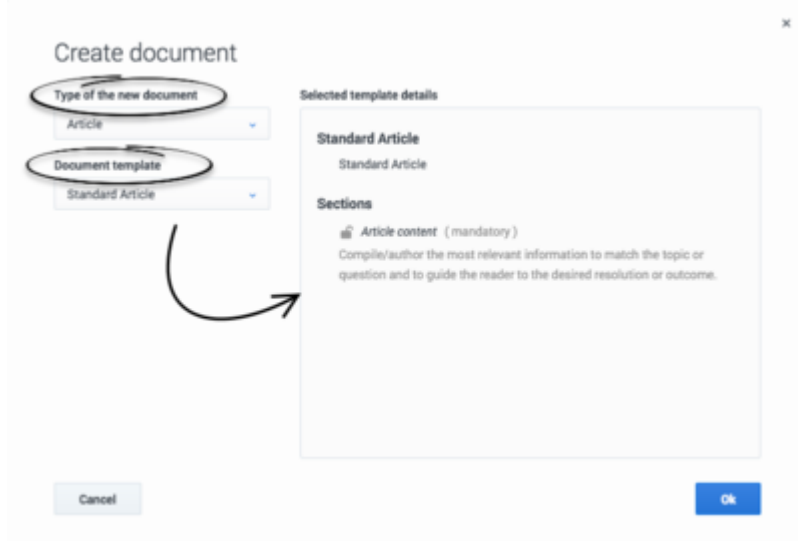 ×
Create document
Type of the new document
Article
Document template
Standard Article
Selected template details
Standard Article
Standard Article
Sections
Article content ( mandatory )
Compile/author the most relevant information to match the topic or
question and to guide the reader to the desired resolution or outcome.
Cancel
Ok